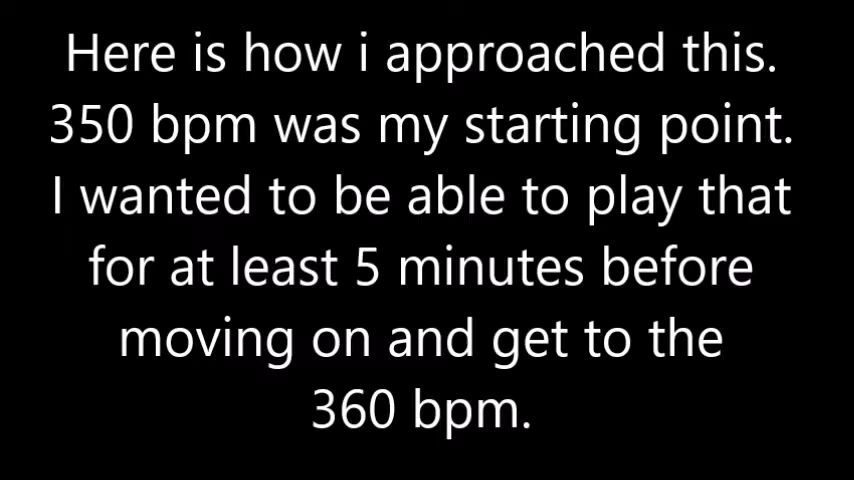 Here is how i approached this.
350 bpm was my starting point.
I wanted to be able to play that
for at least 5 minutes before
moving on and get to the
360 bpm.